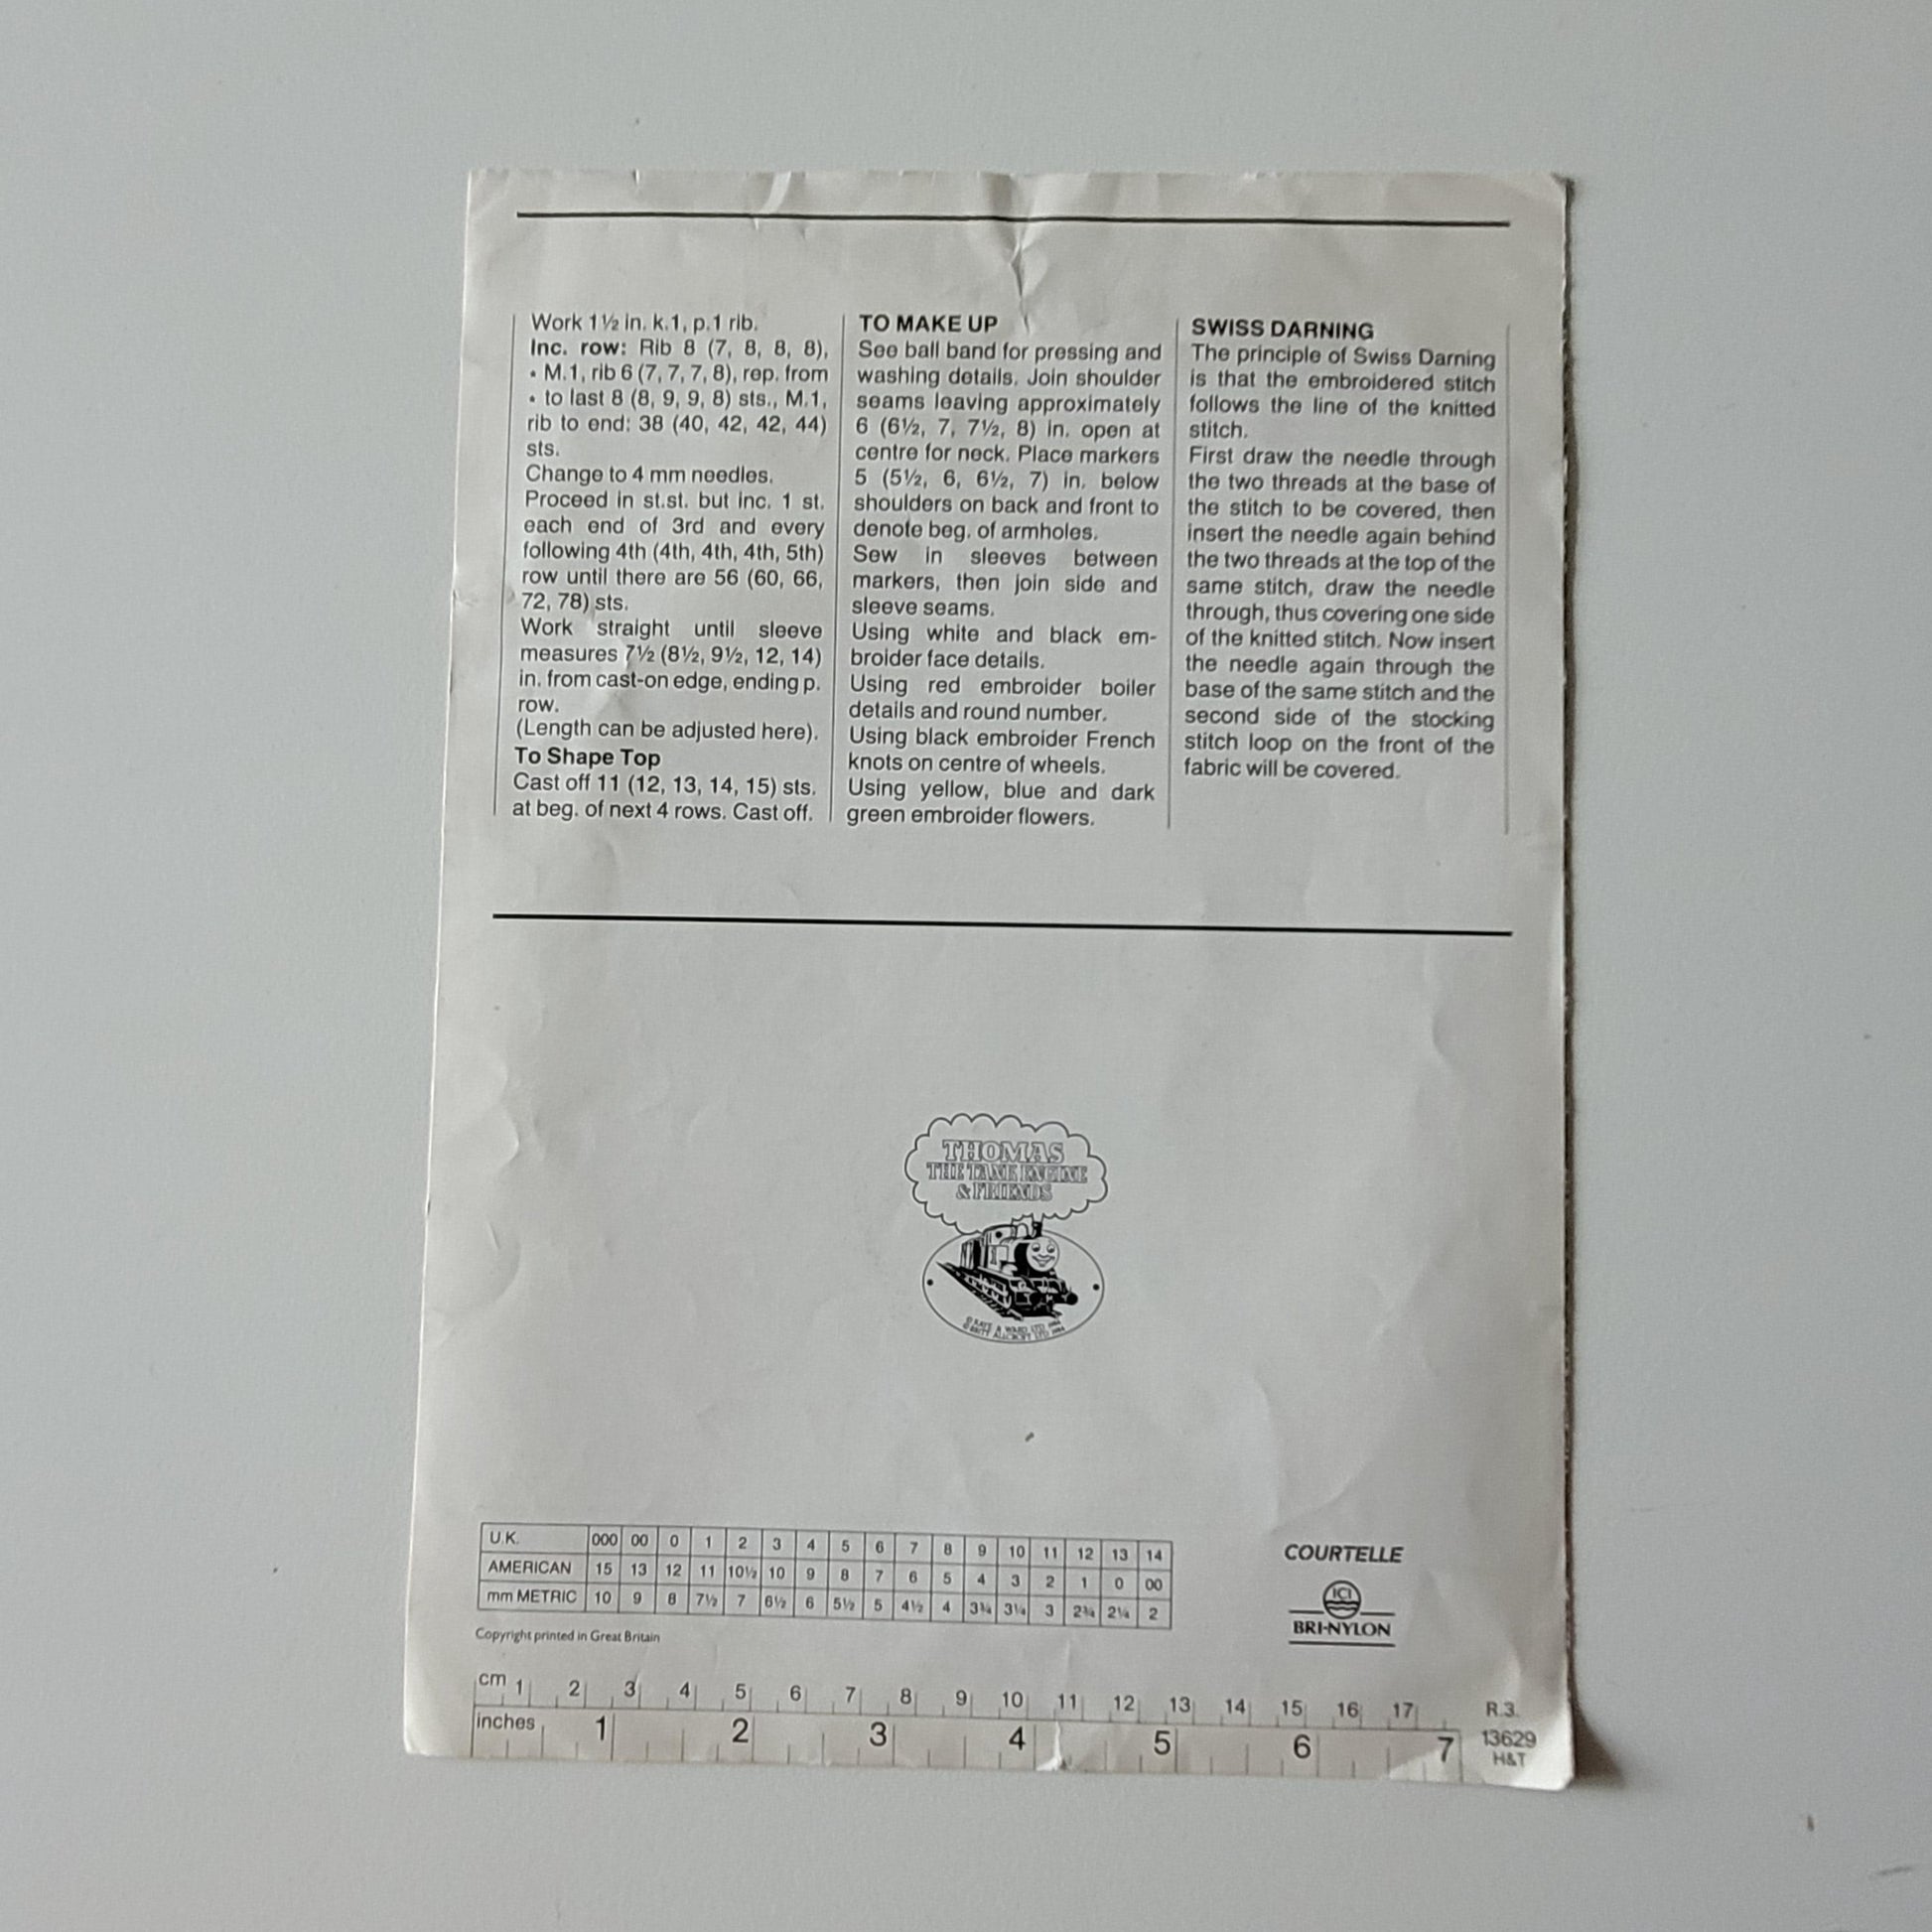 Work 1½ in. k.1, p.1 rib.
Inc. row: Rib 8 (7, 8, 8, 8),
* M.1, rib 6 (7, 7, 7, 8), rep. from
* to last 8 (8, 9, 9, 8) sts., M.1,
rib to end: 38 (40, 42, 42, 44)
sts.
Change to 4 mm needles.
Proceed in st.st. but inc. 1 st.
each end of 3rd and every
following 4th (4th, 4th, 4th, 5th)
row until there are 56 (60, 66,
72, 78) sts.
Work straight until sleeve
measures 7½ (8½, 9½, 12, 14)
in. from cast-on edge, ending p.
row.
(Length can be adjusted here).
To Shape Top
Cast off 11 (12, 13, 14, 15) sts.
at beg. of next 4 rows. Cast off.
TO MAKE UP
See ball band for pressing and
washing details. Join shoulder
seams leaving approximately
6 (6½, 7, 7½, 8) in. open at
centre for neck. Place markers
5 (5½, 6, 6½, 7) in. below
shoulders on back and front to
denote beg. of armholes.
Sew in sleeves between
markers, then join side and
sleeve seams.
Using white and black em-
broider face details.
Using red embroider boiler
details and round number.
Using black embroider French
knots on centre of wheels.
Using yellow, blue and dark
green embroider flowers.
SWISS DARNING
The principle of Swiss Darning
is that the embroidered stitch
follows the line of the knitted
stitch.
First draw the needle through
the two threads at the base of
the stitch to be covered, then
insert the needle again behind
the two threads at the top of the
same stitch, draw the needle
through, thus covering one side
of the knitted stitch. Now insert
the needle again through the
base of the same stitch and the
second side of the stocking
stitch loop on the front of the
fabric will be covered.
THOMAS
THE TANK ENGINE
& FRIENDS
1
© KAYE & WARD LTD
© BRITT ALLCROFT LTD
U.K. 000 00 0 1 2 3 4 5 6 7 8 9 10 11 12 13 14
AMERICAN 15 13 12 11 10½ 10 9 8 7 6 5 4 3 2 1 0 00
mm METRIC 10 9 8 7½ 7 6½ 6 5½ 5 4½ 4 3¾ 3¼ 3 2¾ 2¼ 2
Copyright printed in Great Britain
COURTELLE
ICI
BRI-NYLON
cm 1 2 3 4 5 6 7 8 9 10 11 12 13 14 15 16 17
inches 1 2 3 4 5 6 7
R.3.
13629
H&T